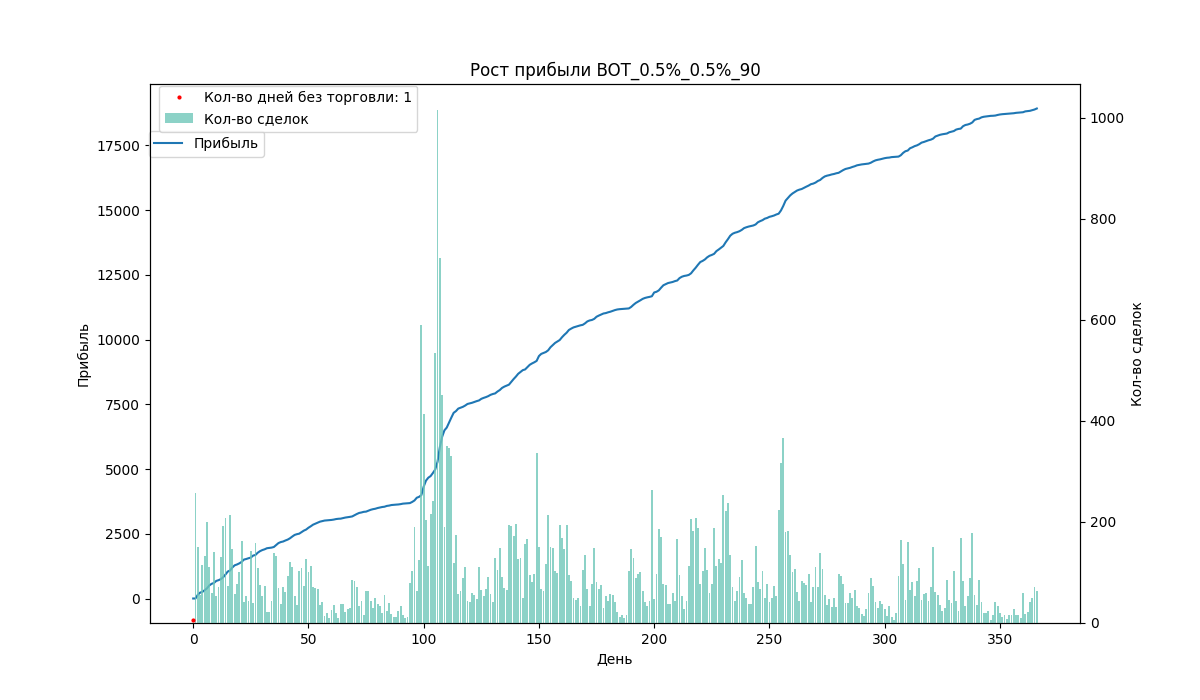 Рост прибыли BOT_0.5%_0.5%_90
Кол-во дней без торговли: 1
Кол-во сделок
Прибыль
17500
15000
12500
10000
7500
5000
2500
0
Прибыль
1000
800
600
400
200
0
Кол-во сделок
0 50 100 150 200 250 300 350
День